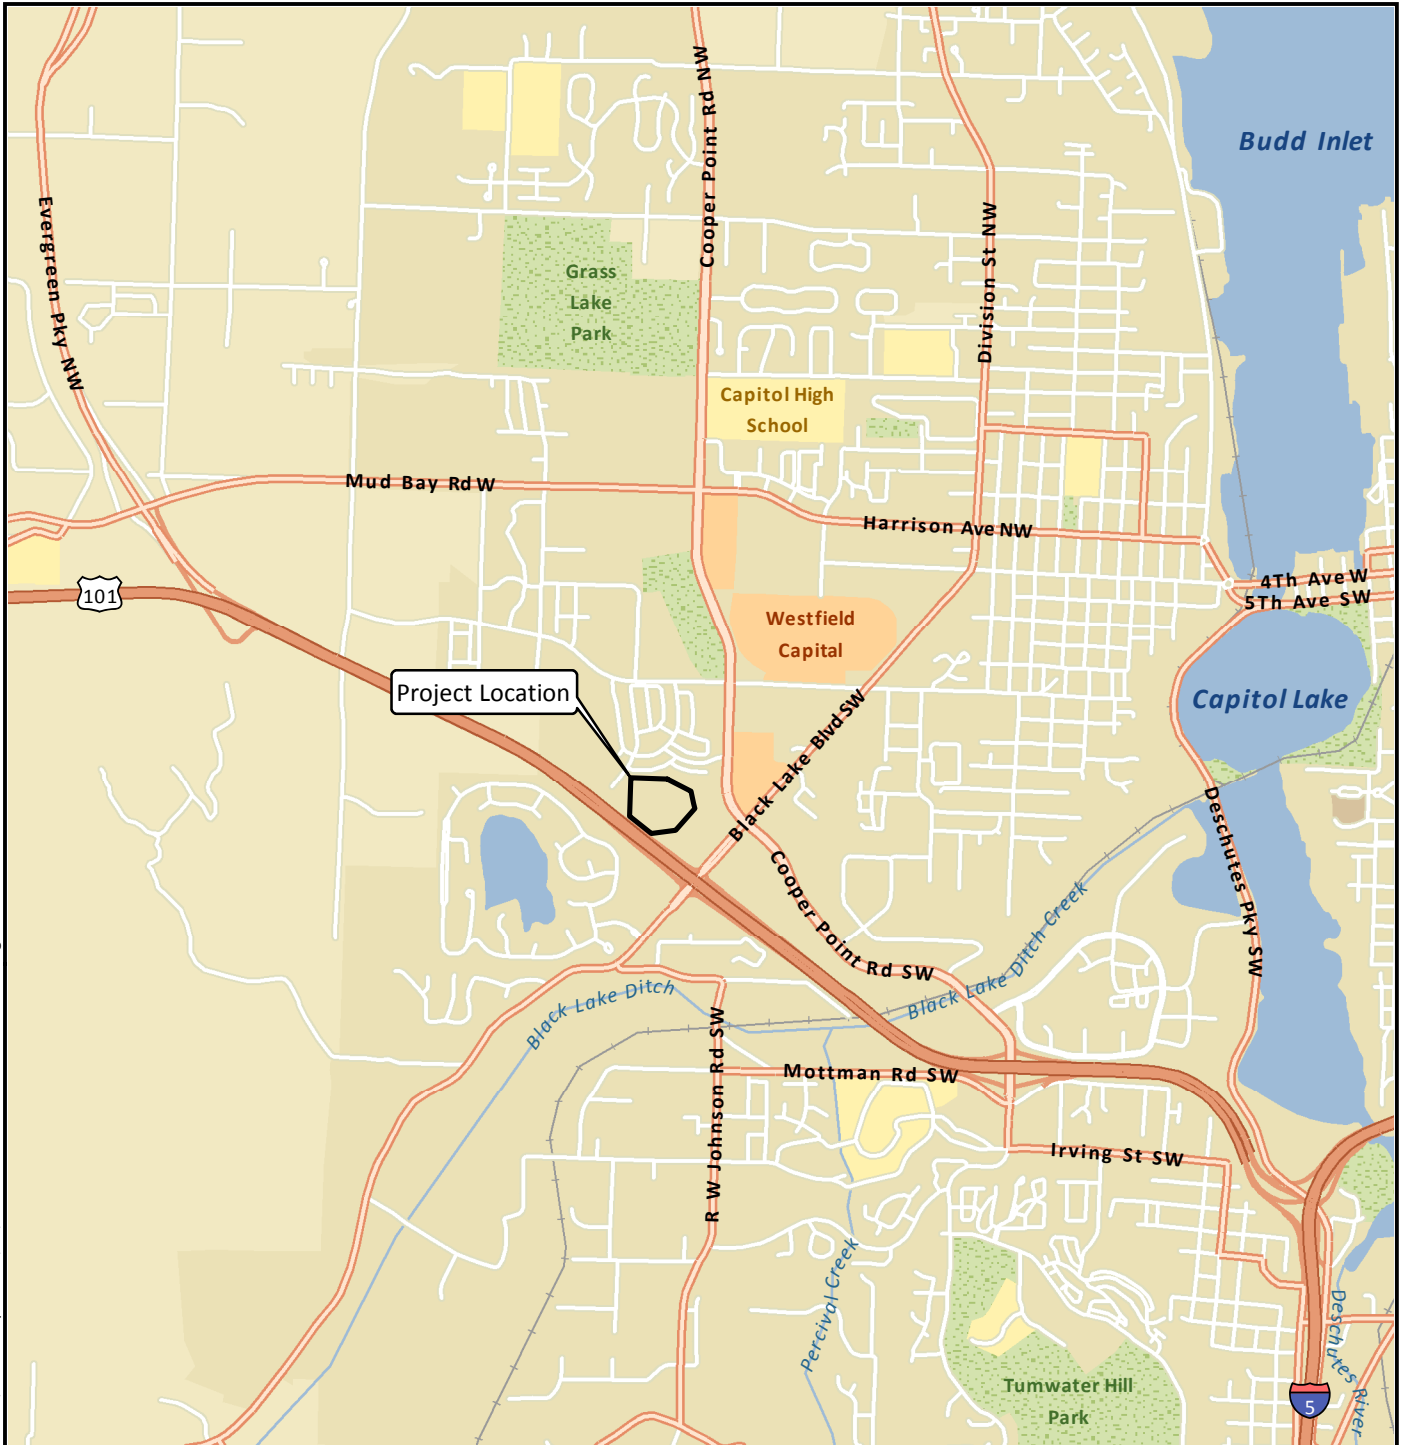 Budd Inlet
Cooper Point Rd NW
Evergreen Pky NW
Division St NW
Grass
Lake
Park
Capitol High
School
Mud Bay Rd W
Harrison Ave NW
4Th Ave W
5Th Ave SW
101
Westfield
Capital
Project Location
Capitol Lake
Black Lake Blvd SW
Deschutes Pky SW
Cooper Point Rd SW
Black Lake Ditch Creek
Black Lake Ditch
R W Johnson Rd SW
Mottman Rd SW
Irving St SW
Percival Creek
Deschutes River
Tumwater Hill
Park
5